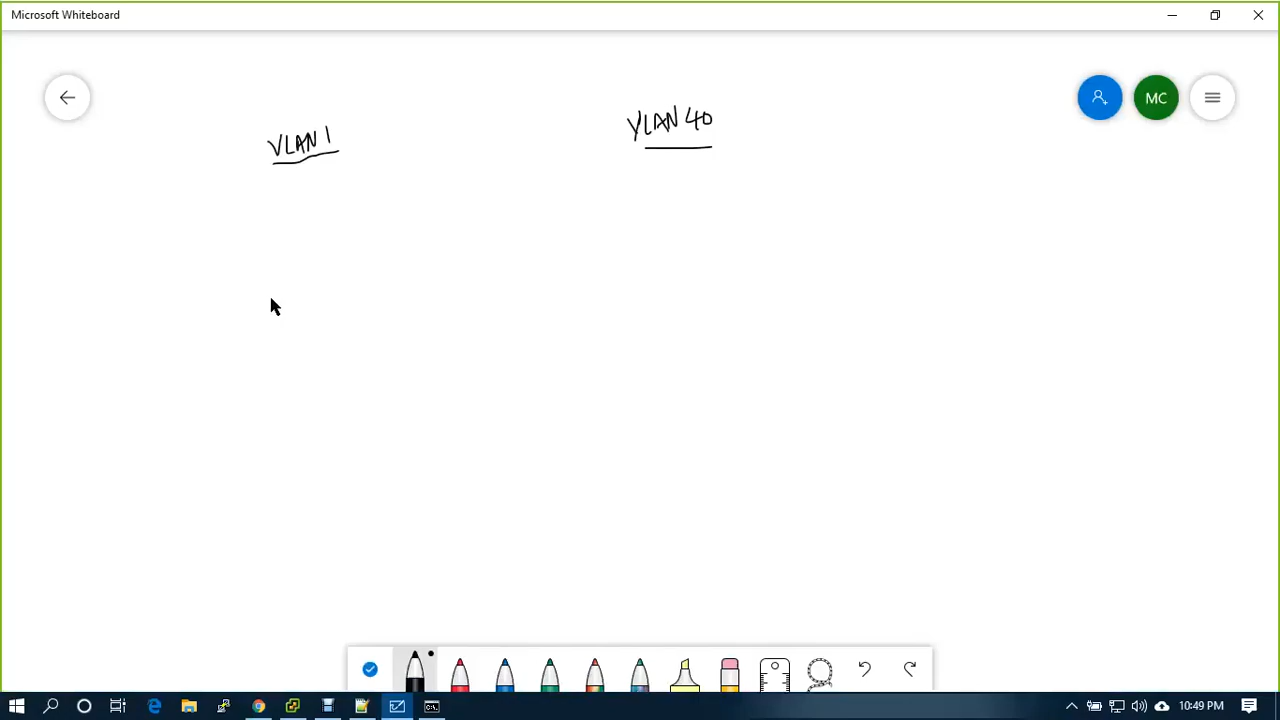 Microsoft Whiteboard
MC
VLAN 1
VLAN 40
10:49 PM